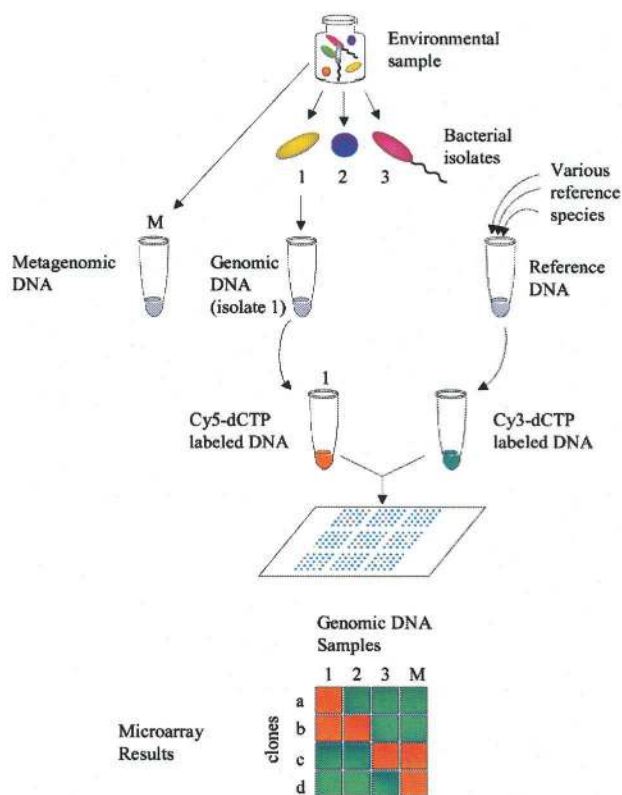 Environmental
sample
Bacterial
isolates
1 2 3
Various
reference
species
M
Metagenomic
DNA
Genomic
DNA
(isolate 1)
Reference
DNA
1
Cy5-dCTP
labeled DNA
Cy3-dCTP
labeled DNA
Genomic DNA
Samples
1 2 3 M
a
b
c
d
clones
Microarray
Results